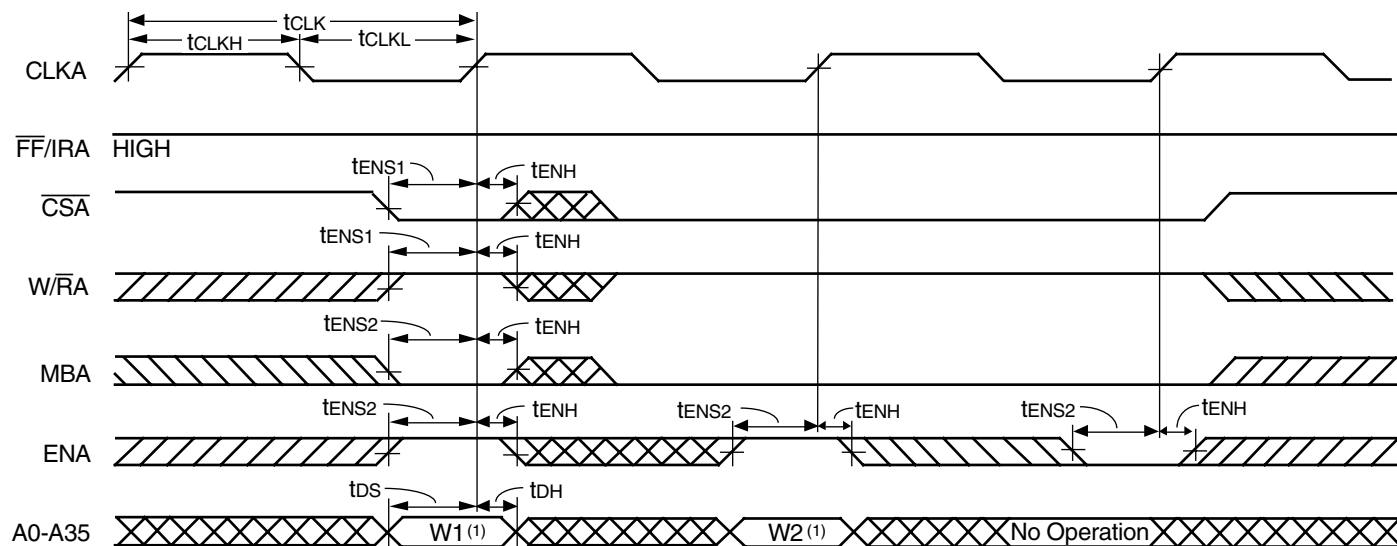 tCLK
tCLKH tCLKL
CLKA
FF/IRA HIGH
tENS1 tENH
CSA
tENS1 tENH
W/RA
tENS2 tENH
MBA
tENS2 tENH tENS2 tENH tENS2 tENH
ENA
tDS tDH
A0-A35 W1 (1) W2 (1) No Operation